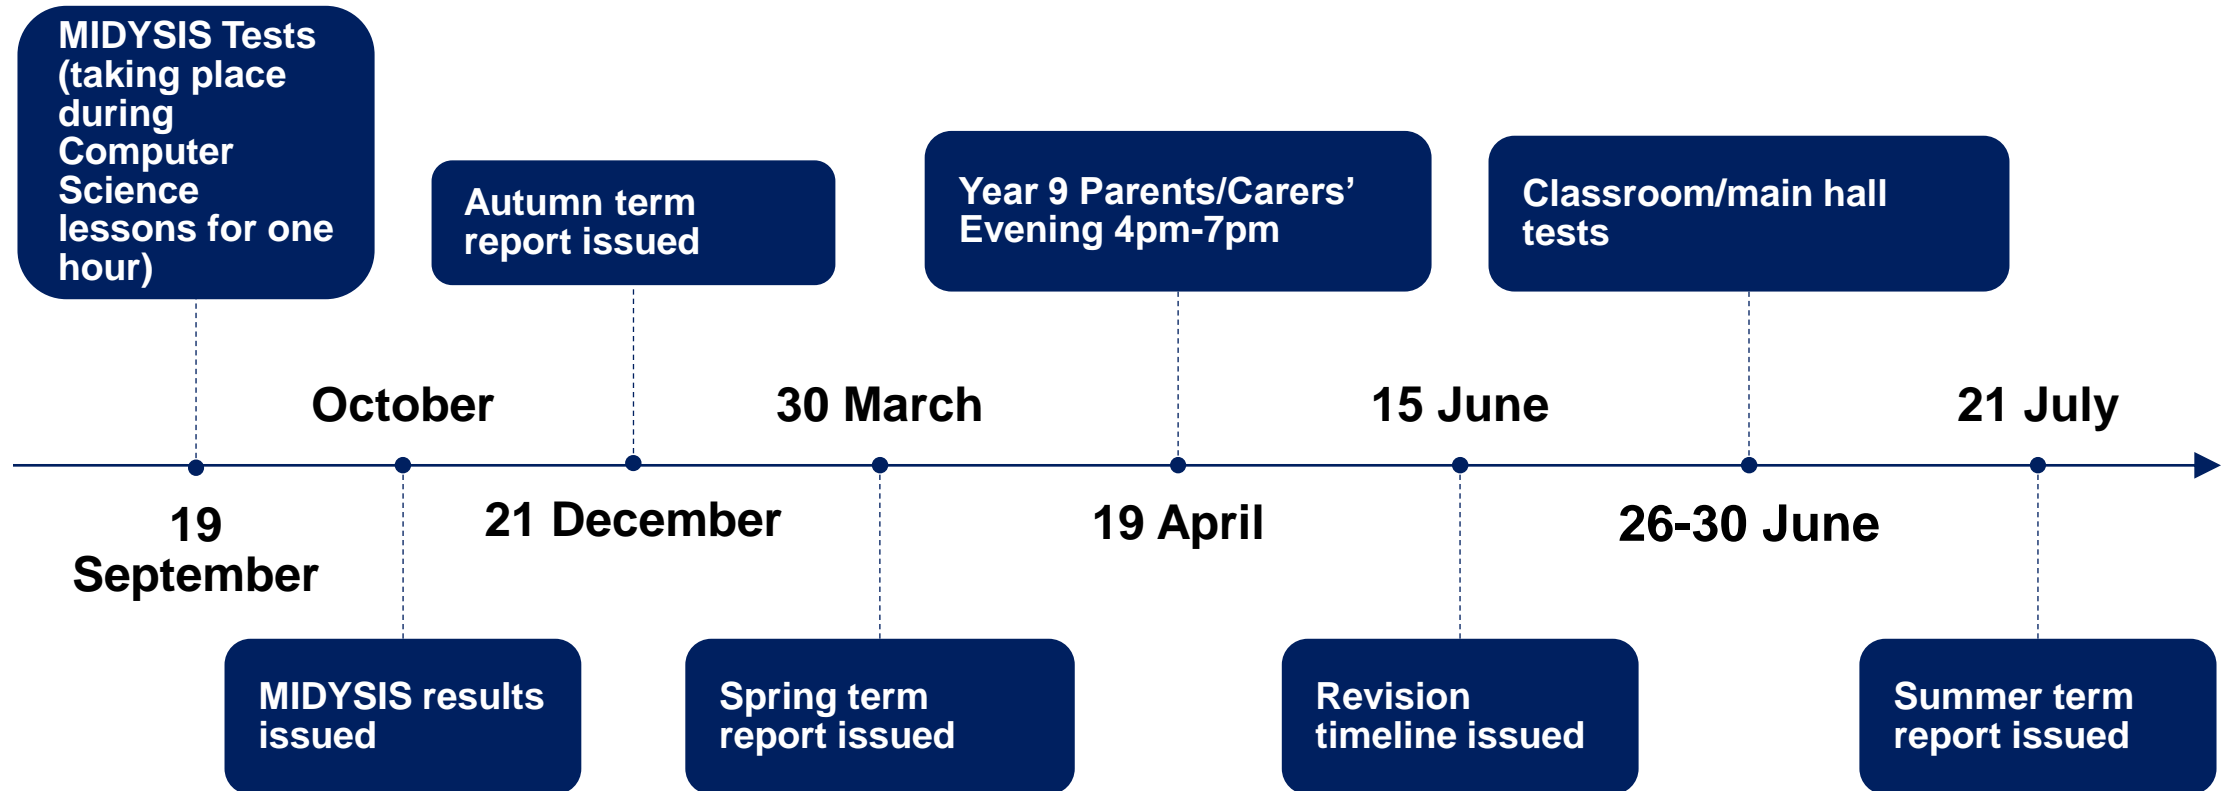 MIDYSIS Tests
(taking place
during
Computer
Science
lessons for one
hour)
19
September
October
MIDYSIS results
issued
Autumn term
report issued
21 December
30 March
Spring term
report issued
Year 9 Parents/Carers’
Evening 4pm-7pm
19 April
15 June
Revision
timeline issued
Classroom/main hall
tests
26-30 June
21 July
Summer term
report issued